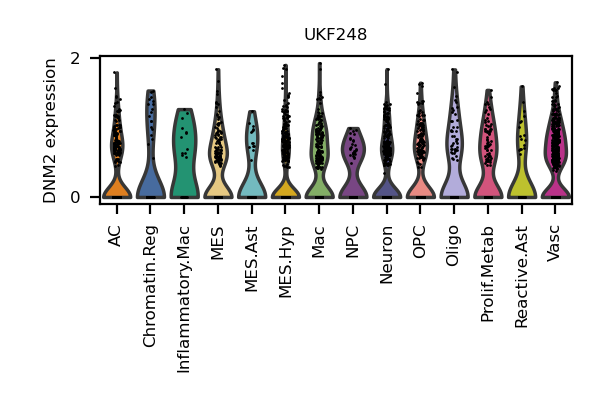 UKF248
DNM2 expression
2
0
AC
Chromatin.Reg
Inflammatory.Mac
MES
MES.Ast
MES.Hyp
Mac
NPC
Neuron
OPC
Oligo
Prolif.Metab
Reactive.Ast
Vasc